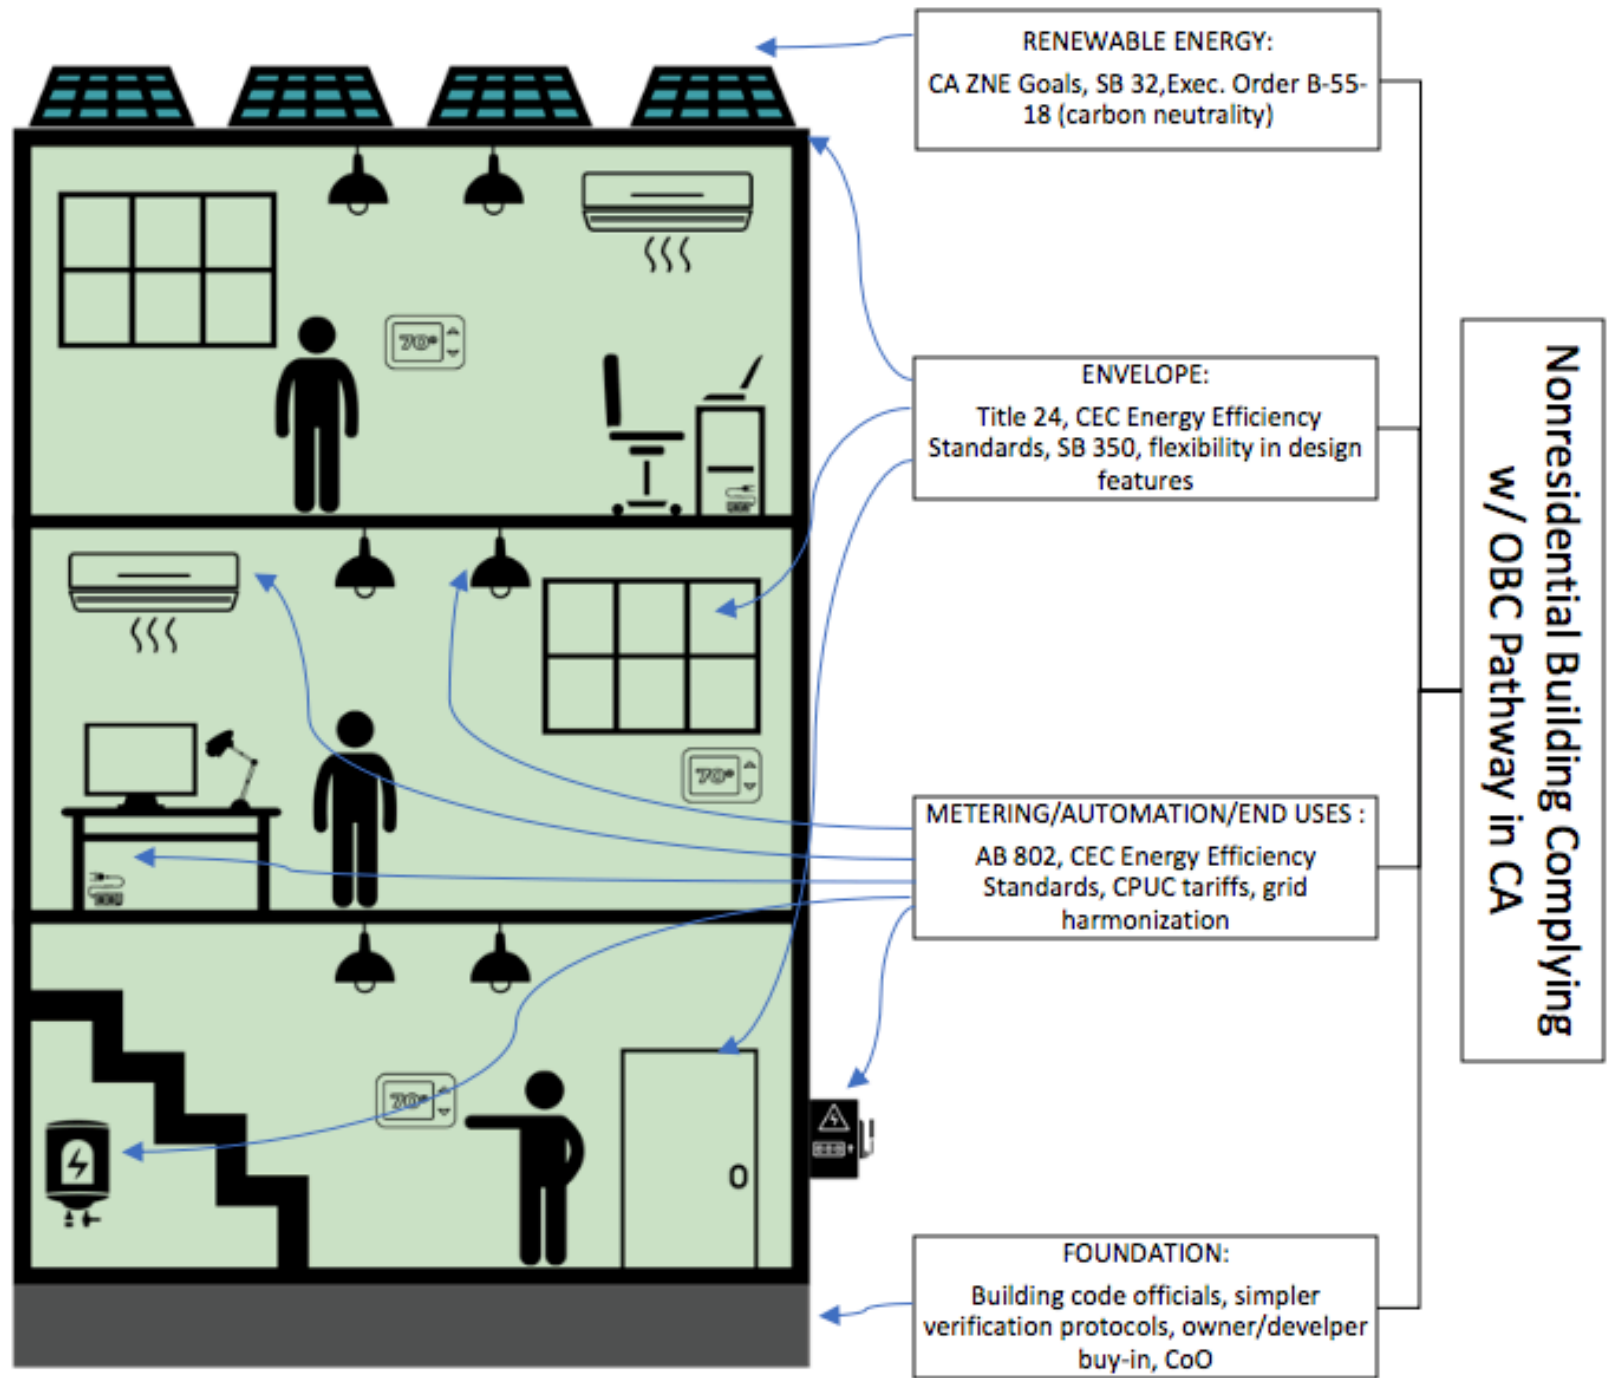 RENEWABLE ENERGY:
CA ZNE Goals, SB 32,Exec. Order B-55-
18 (carbon neutrality)
70°
ENVELOPE:
Title 24, CEC Energy Efficiency
Standards, SB 350, flexibility in design
features
70°
METERING/AUTOMATION/END USES :
AB 802, CEC Energy Efficiency
Standards, CPUC tariffs, grid
harmonization
70°
FOUNDATION:
Building code officials, simpler
verification protocols, owner/develper
buy-in, CoO
Nonresidential Building Complying
w/ OBC Pathway in CA